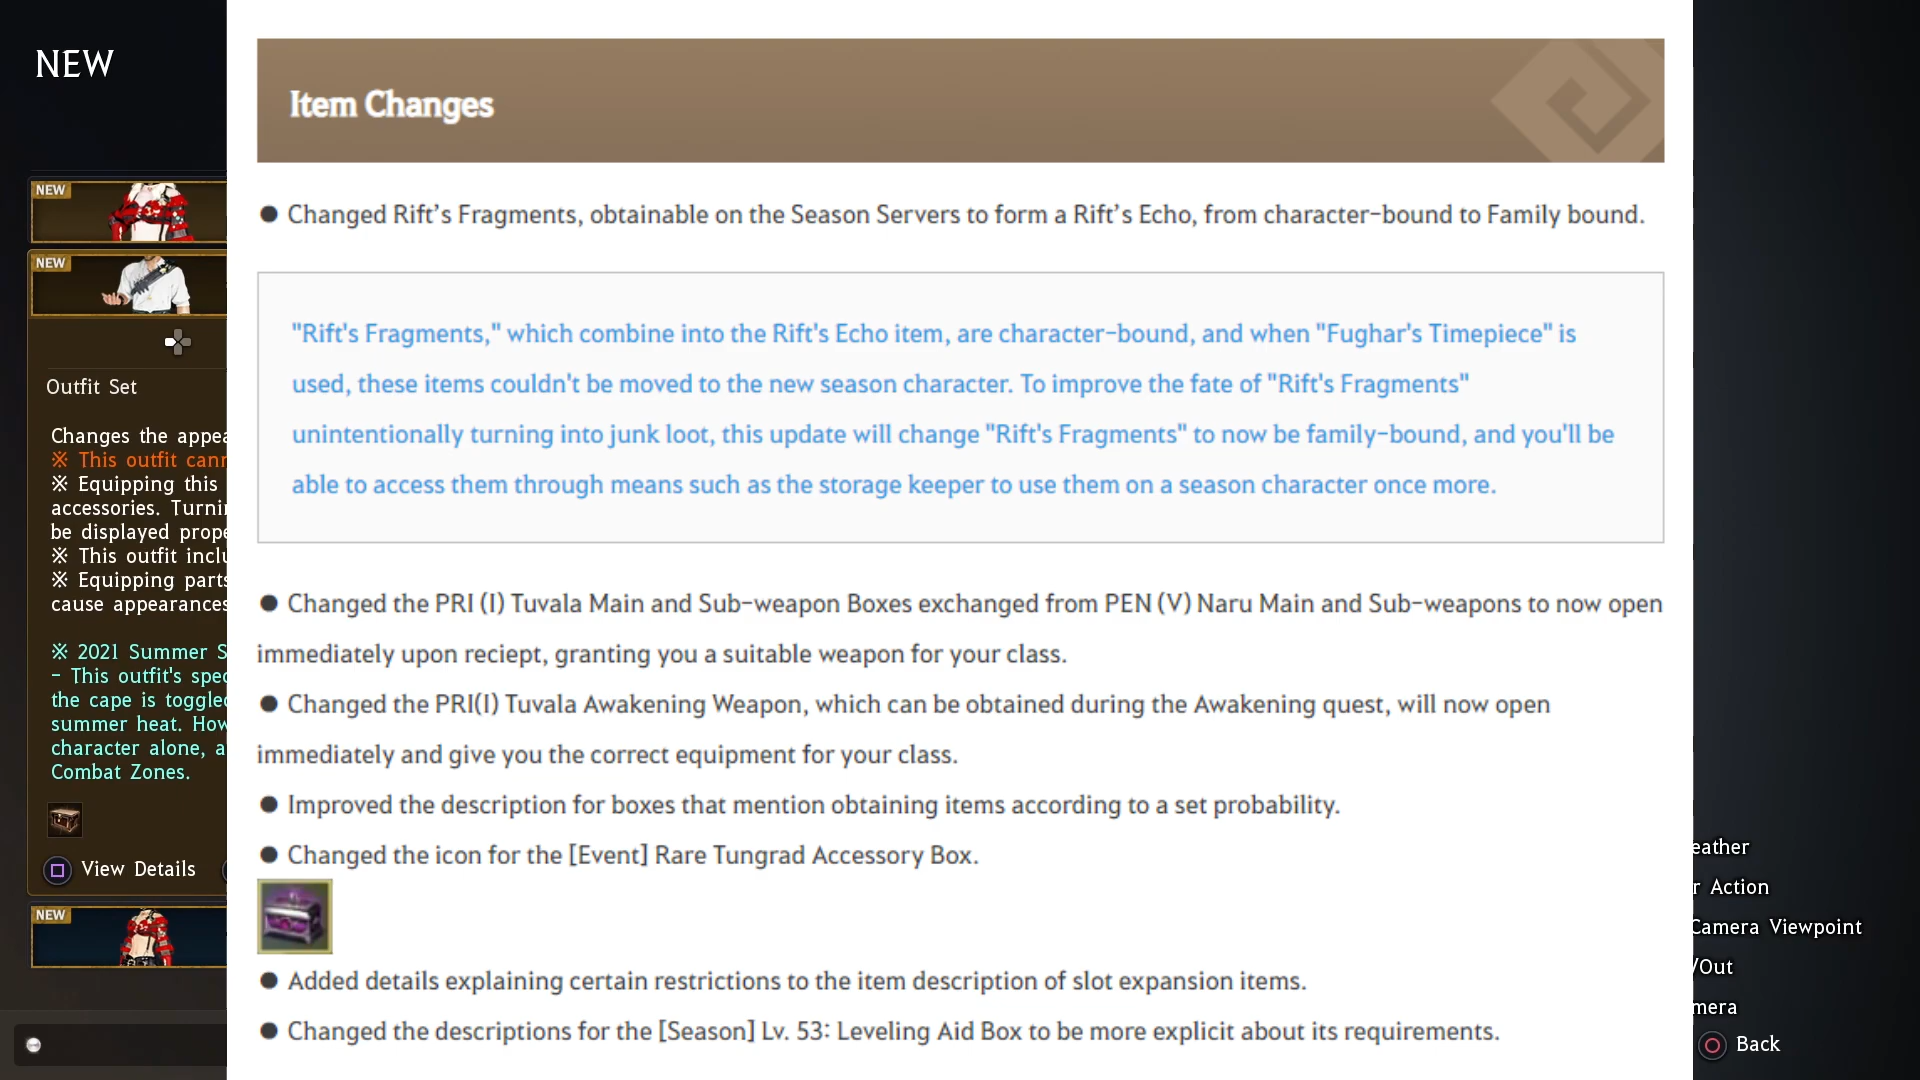 NEW
Item Changes
● Changed Rift's Fragments, obtainable on the Season Servers to form a Rift's Echo, from character-bound to Family bound.
"Rift's Fragments," which combine into the Rift's Echo item, are character-bound, and when "Fughar's Timepiece" is
used, these items couldn't be moved to the new season character. To improve the fate of "Rift's Fragments"
unintentionally turning into junk loot, this update will change "Rift's Fragments" to now be family-bound, and you'll be
able to access them through means such as the storage keeper to use them on a season character once more.
● Changed the PRI (I) Tuvala Main and Sub-weapon Boxes exchanged from PEN (V) Naru Main and Sub-weapons to now open
immediately upon reciept, granting you a suitable weapon for your class.
● Changed the PRI(I) Tuvala Awakening Weapon, which can be obtained during the Awakening quest, will now open
immediately and give you the correct equipment for your class.
● Improved the description for boxes that mention obtaining items according to a set probability.
● Changed the icon for the [Event] Rare Tungrad Accessory Box.
● Added details explaining certain restrictions to the item description of slot expansion items.
● Changed the descriptions for the [Season] Lv. 53: Leveling Aid Box to be more explicit about its requirements.
NEW
NEW
Outfit Set
Changes the appea
※ This outfit cann
※ Equipping this
accessories. Turnin
be displayed prope
※ This outfit inclu
※ Equipping parts
cause appearances
※ 2021 Summer S
- This outfit's spec
the cape is toggled
summer heat. How
character alone, a
Combat Zones.
View Details
NEW
eather
r Action
Camera Viewpoint
/Out
mera
Back